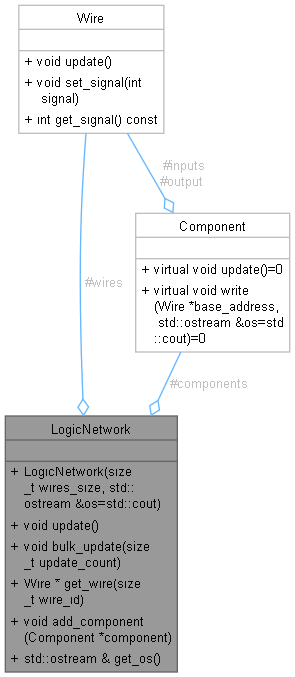 Wire
+ void update()
+ void set_signal(int
signal)
+ int get_signal() const
#inputs
#output
Component
+ virtual void update()=0
+ virtual void write
(Wire *base_address,
std::ostream &os=std
::cout)=0
#wires
#components
LogicNetwork
+ LogicNetwork(size
_t wires_size, std::
ostream &os=std::cout)
+ void update()
+ void bulk_update(size
_t update_count)
+ Wire * get_wire(size
_t wire_id)
+ void add_component
(Component *component)
+ std::ostream & get_os()